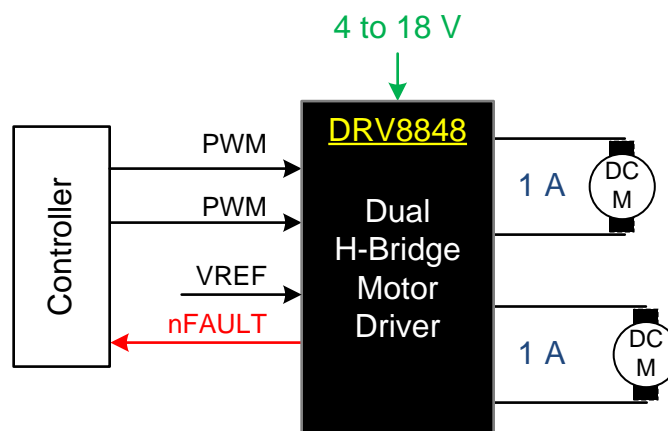 4 to 18 V
Controller
PWM
PWM
VREF
nFAULT
DRV8848
Dual
H-Bridge
Motor
Driver
1 A
DC
M
1 A
DC
M